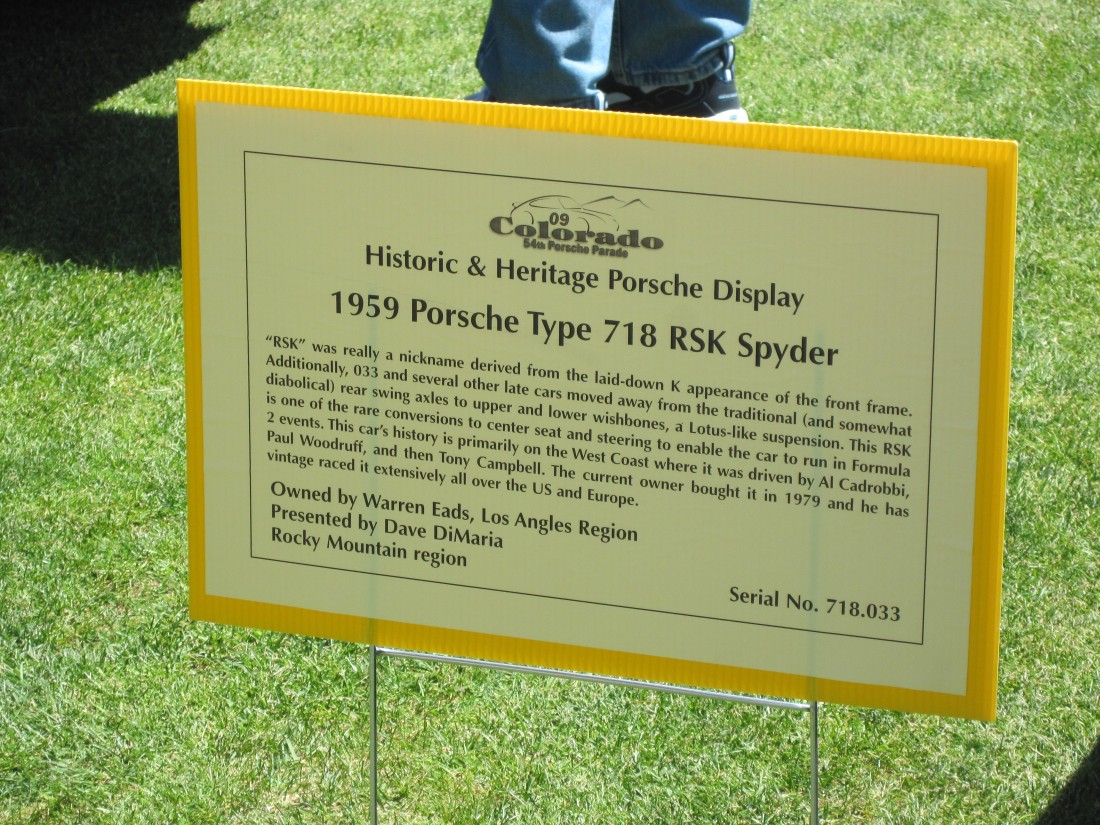 09
Colorado
54th Porsche Parade
Historic & Heritage Porsche Display
1959 Porsche Type 718 RSK Spyder
“RSK” was really a nickname derived from the laid-down K appearance of the front frame.
Additionally, 033 and several other late cars moved away from the traditional (and somewhat
diabolical) rear swing axles to upper and lower wishbones, a Lotus-like suspension. This RSK
is one of the rare conversions to center seat and steering to enable the car to run in Formula
2 events. This car’s history is primarily on the West Coast where it was driven by Al Cadrobbi,
Paul Woodruff, and then Tony Campbell. The current owner bought it in 1979 and he has
vintage raced it extensively all over the US and Europe.
Owned by Warren Eads, Los Angles Region
Presented by Dave DiMaria
Rocky Mountain region
Serial No. 718.033